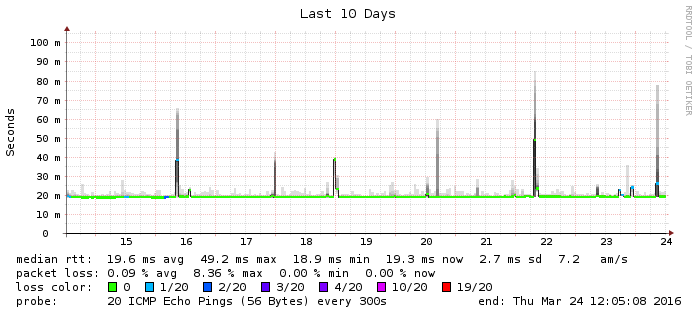 Last 10 Days
RRDTOOL / TOBI OETIKER
Seconds
100 m
90 m
80 m
70 m
60 m
50 m
40 m
30 m
20 m
10 m
0
15 16 17 18 19 20 21 22 23 24
median rtt: 19.6 ms avg 49.2 ms max 18.9 ms min 19.3 ms now 2.7 ms sd 7.2 am/s
packet loss: 0.09 % avg 8.36 % max 0.00 % min 0.00 % now
loss color: 0 1/20 2/20 3/20 4/20 10/20 19/20
probe: 20 ICMP Echo Pings (56 Bytes) every 300s end: Thu Mar 24 12:05:08 2016